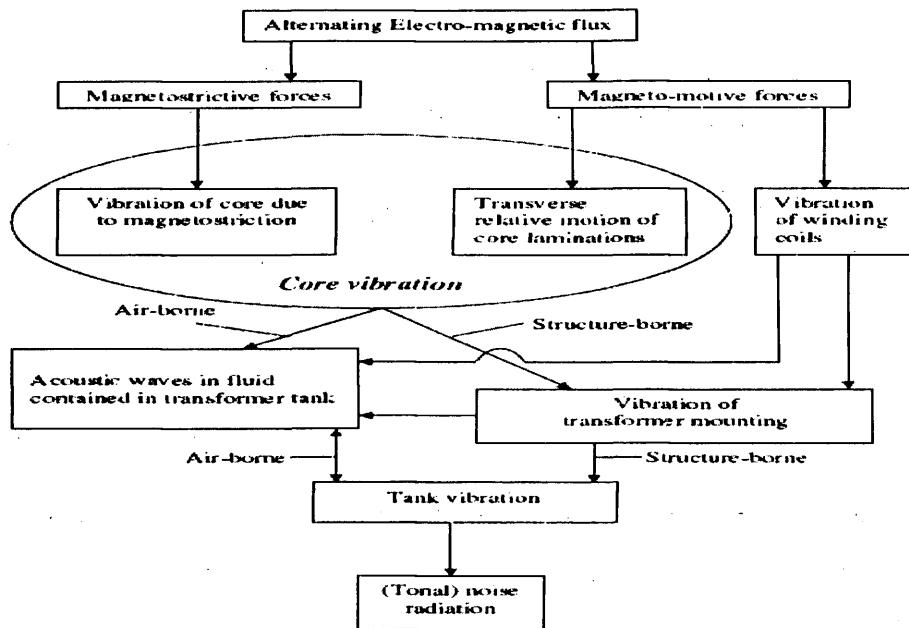 Alternating Electro-magnetic flux
Magnetostrictive forces
Magneto-motive forces
Vibration of core due
to magnetostriction
Transverse
relative motion of
core laminations
Vibration
of winding
coils
Core vibration
Air-borne
Structure-borne
Acoustic waves in fluid
contained in transformer tank
Vibration of
transformer mounting
Air-borne
Structure-borne
Tank vibration
(Tonal) noise
radiation